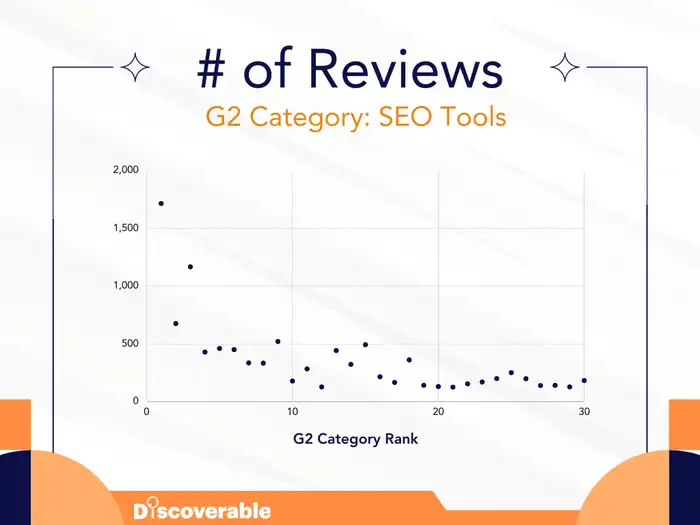 # of Reviews
G2 Category: SEO Tools
2,000
1,500
1,000
500
0
0 10 20 30
G2 Category Rank
Discoverable